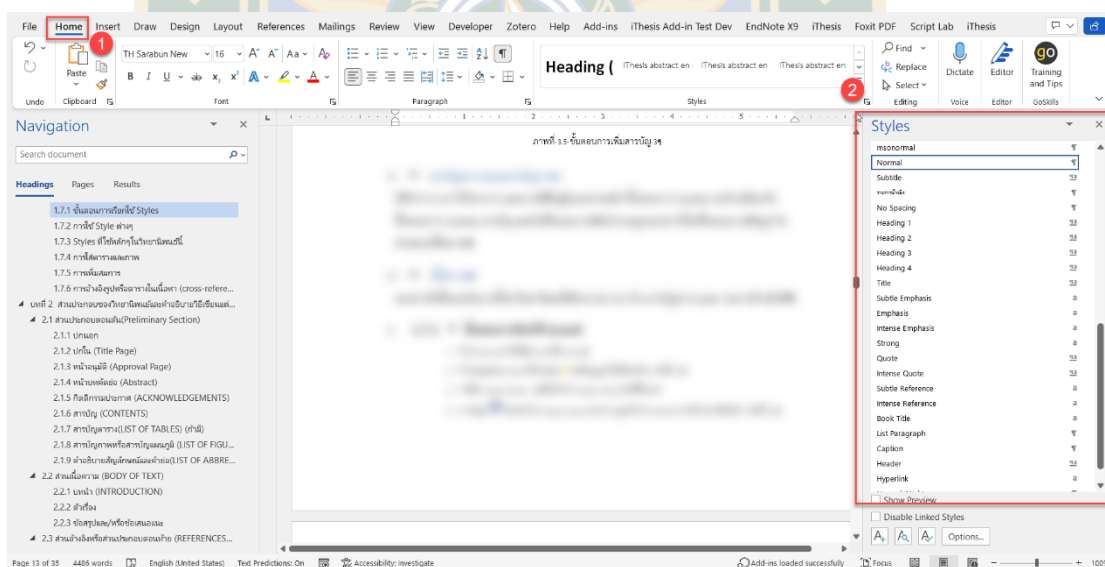 File Home Insert Draw Design Layout References Mailings Review View Developer Zotero Help Add-ins iThesis Add-in Test Dev EndNote X9 iThesis Foxit PDF Script Lab iThesis
1
TH Sarabun New 16
Paste
Heading (
iThesis abstract en - iThesis abstract en iThesis abstract en
Find
Replace
Select
Dictate
Editor
Training
and Tips
2
Undo Clipboard Font Paragraph Styles Editing Voice Editor GoSkills
Navigation
Search document
Headings Pages Results
1.7.1 ขั้นตอนการเรียกใช้ Styles
1.7.2 การใช้ Style ต่างๆ
1.7.3 Styles ที่ใช้หลักๆในวิทยานิพนธ์นี้
1.7.4 การใส่ตารางและภาพ
1.7.5 การเพิ่มสมการ
1.7.6 การอ้างอิงรูปหรือตารางในเนื้อหา (cross-refere...
บทที่ 2 ส่วนประกอบของวิทยานิพนธ์และคำอธิบายวิธีเขียนแต่...
2.1 ส่วนประกอบตอนต้น(Preliminary Section)
2.1.1 ปกนอก
2.1.2 ปกใน (Title Page)
2.1.3 หน้าอนุมัติ (Approval Page)
2.1.4 หน้าบทคัดย่อ (Abstract)
2.1.5 กิตติกรรมประกาศ (ACKNOWLEDGEMENTS)
2.1.6 สารบัญ (CONTENTS)
2.1.7 สารบัญตาราง(LIST OF TABLES) (ถ้ามี)
2.1.8 สารบัญภาพหรือสารบัญแผนภูมิ (LIST OF FIGU...
2.1.9 คำอธิบายสัญลักษณ์และคำย่อ(LIST OF ABBRE...
2.2 ส่วนเนื้อความ (BODY OF TEXT)
2.2.1 บทนำ (INTRODUCTION)
2.2.2 ตัวเรื่อง
2.2.3 ข้อสรุปและ/หรือข้อเสนอแนะ
2.3 ส่วนอ้างอิงหรือส่วนประกอบตอนท้าย (REFERENCES...
ภาพที่ 3.5 ขั้นตอนการเพิ่มสารบัญ 3
Styles
msonormal
Normal
Subtitle
No Spacing
Heading 1
Heading 2
Heading 3
Heading 4
Title
Subtle Emphasis
Emphasis
Intense Emphasis
Strong
Quote
Intense Quote
Subtle Reference
Intense Reference
Book Title
List Paragraph
Caption
Header
Hyperlink
Show Preview
Disable Linked Styles
Options...
Page 13 of 35 4486 words English (United States) Text Predictions: On Accessibility: Investigate Add-ins loaded successfully Focus 100%